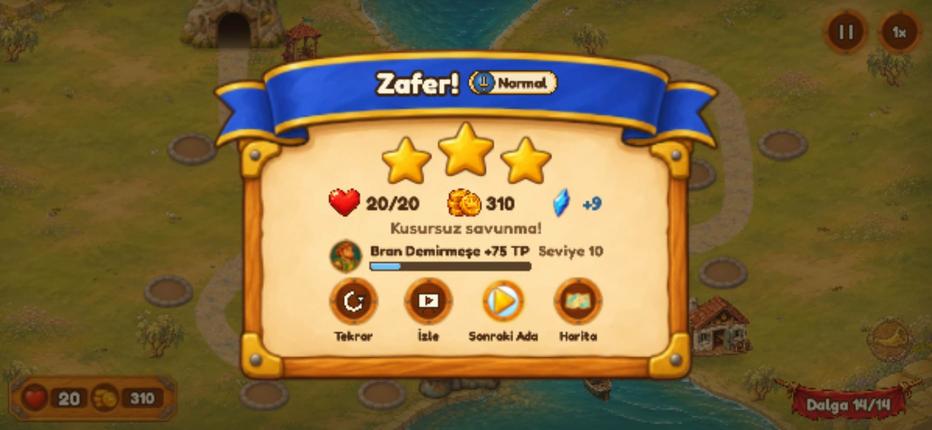 1x
Zafer! Normal
20/20 310 +9
Kusursuz savunma!
Bran Demirmeşe +75 TP Seviye 10
Tekrar İzle Sonraki Ada Harita
20 310
Dalga 14/14